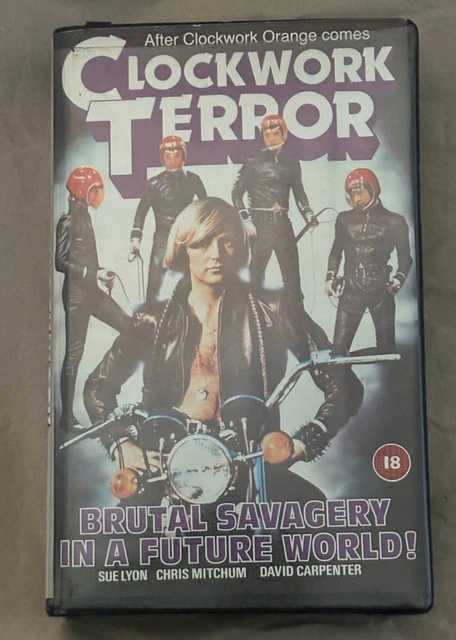 After Clockwork Orange comes
CLOCKWORK
TERROR
18
BRUTAL SAVAGERY
IN A FUTURE WORLD!
SUE LYON CHRIS MITCHUM DAVID CARPENTER